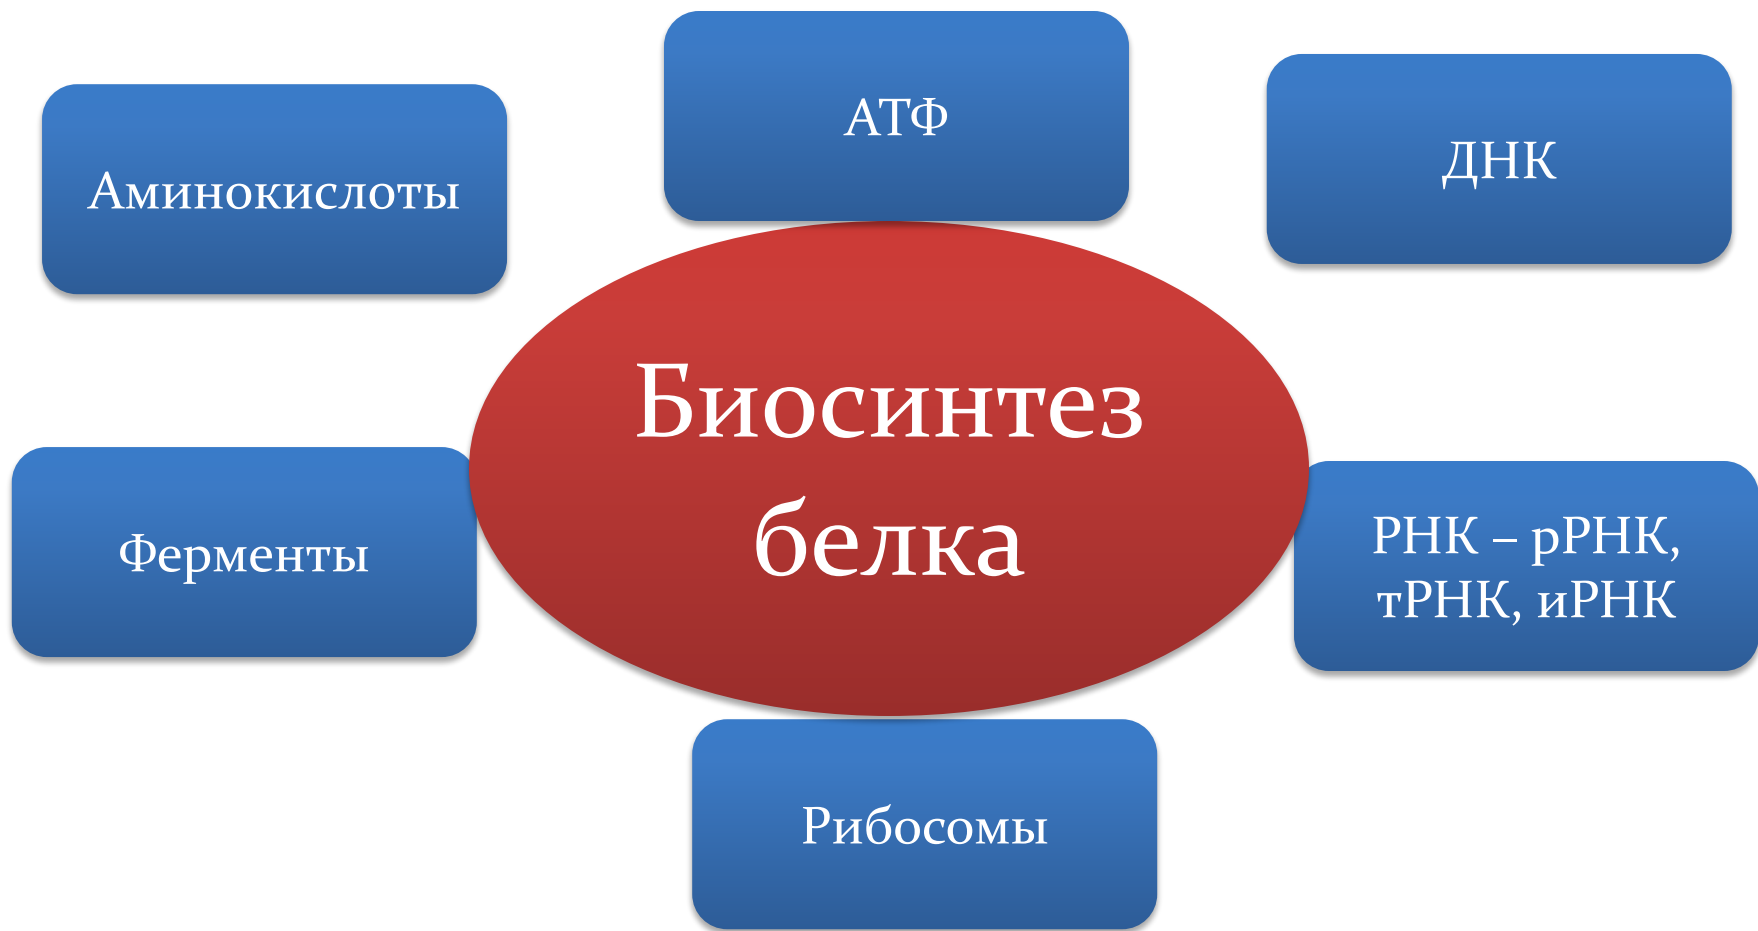 АТФ
ДНК
Аминокислоты
Биосинтез
белка
Ферменты
РНК – рРНК,
тРНК, иРНК
Рибосомы